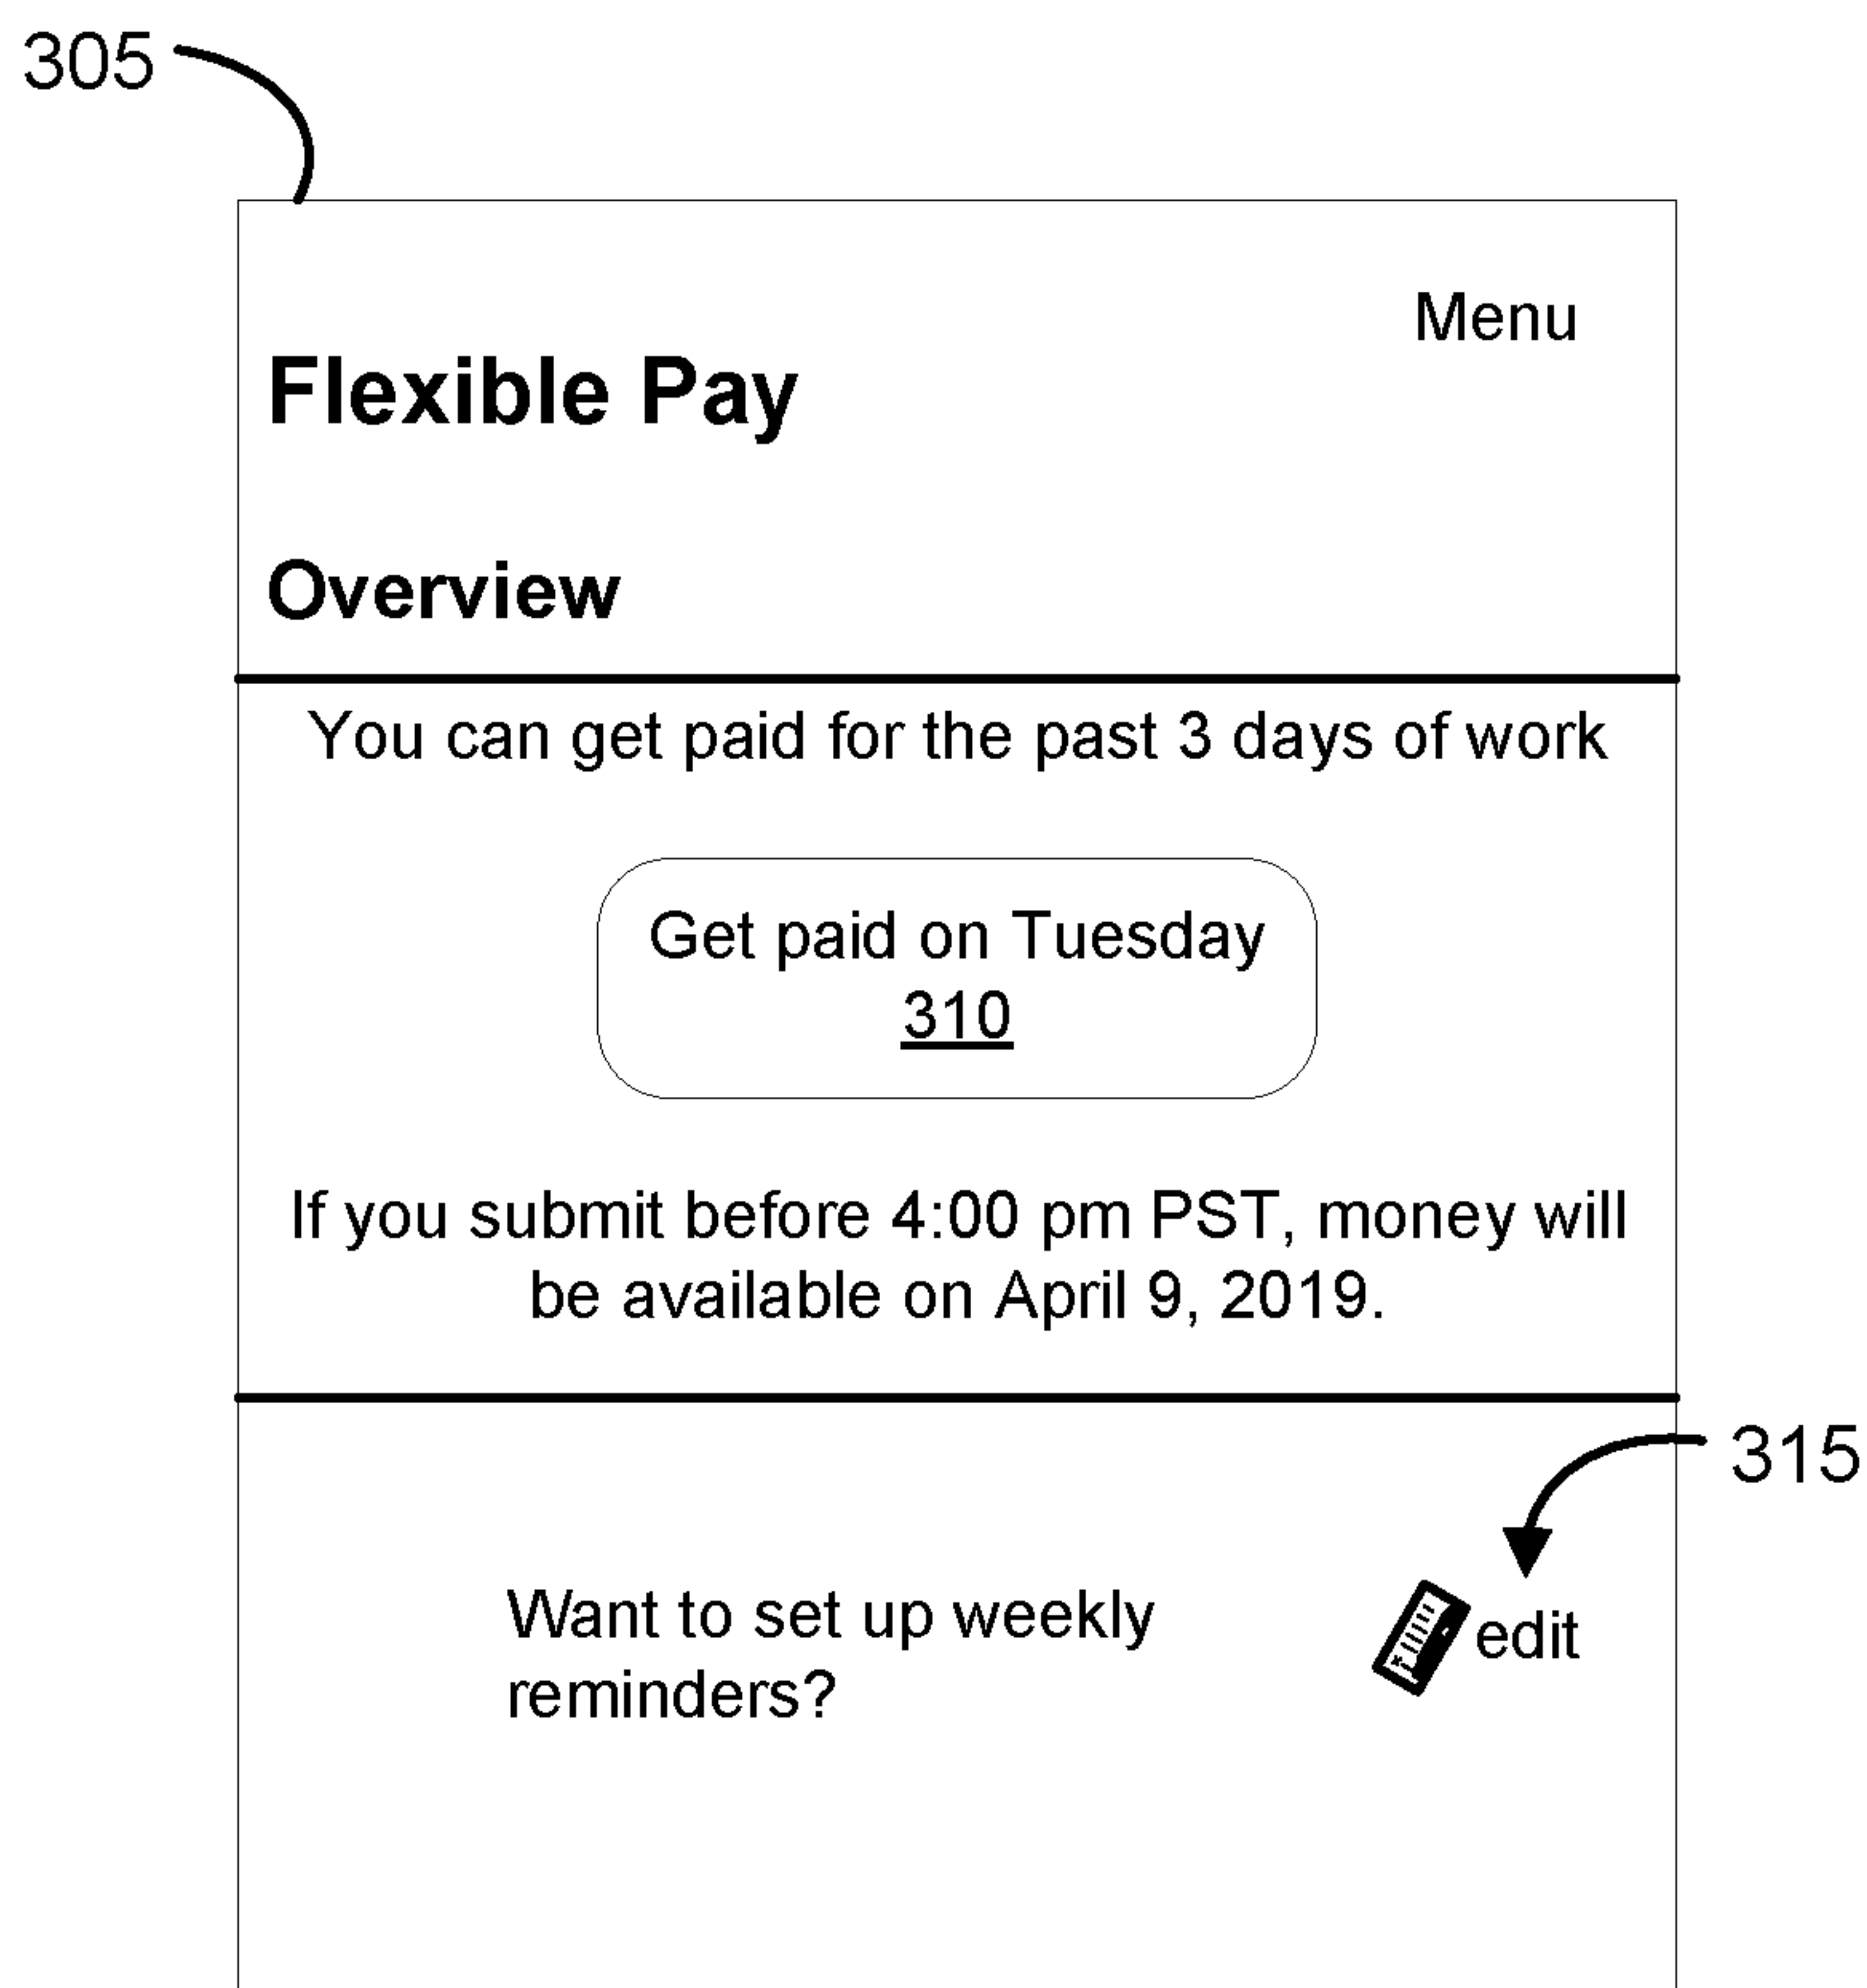 305
Menu
Flexible Pay
Overview
You can get paid for the past 3 days of work
Get paid on Tuesday
310
If you submit before 4:00 pm PST, money will
be available on April 9, 2019.
315
Want to set up weekly
reminders?
edit